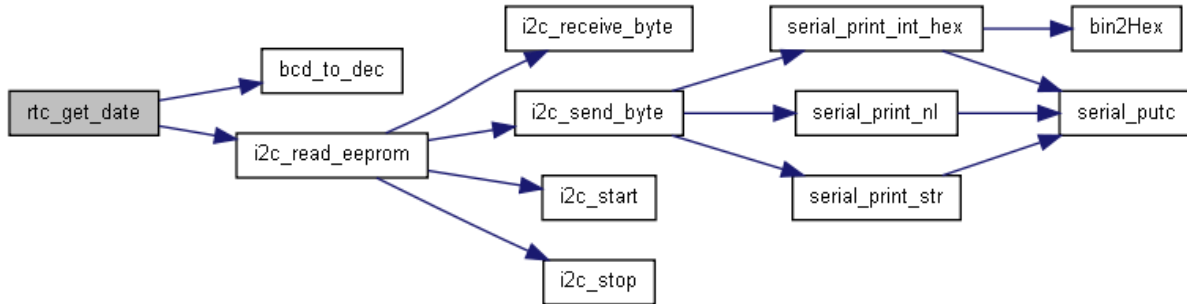 i2c_receive_byte
serial_print_int_hex
bin2Hex
bcd_to_dec
rtc_get_date
i2c_send_byte
serial_print_nl
serial_putc
i2c_read_eeprom
i2c_start
serial_print_str
i2c_stop